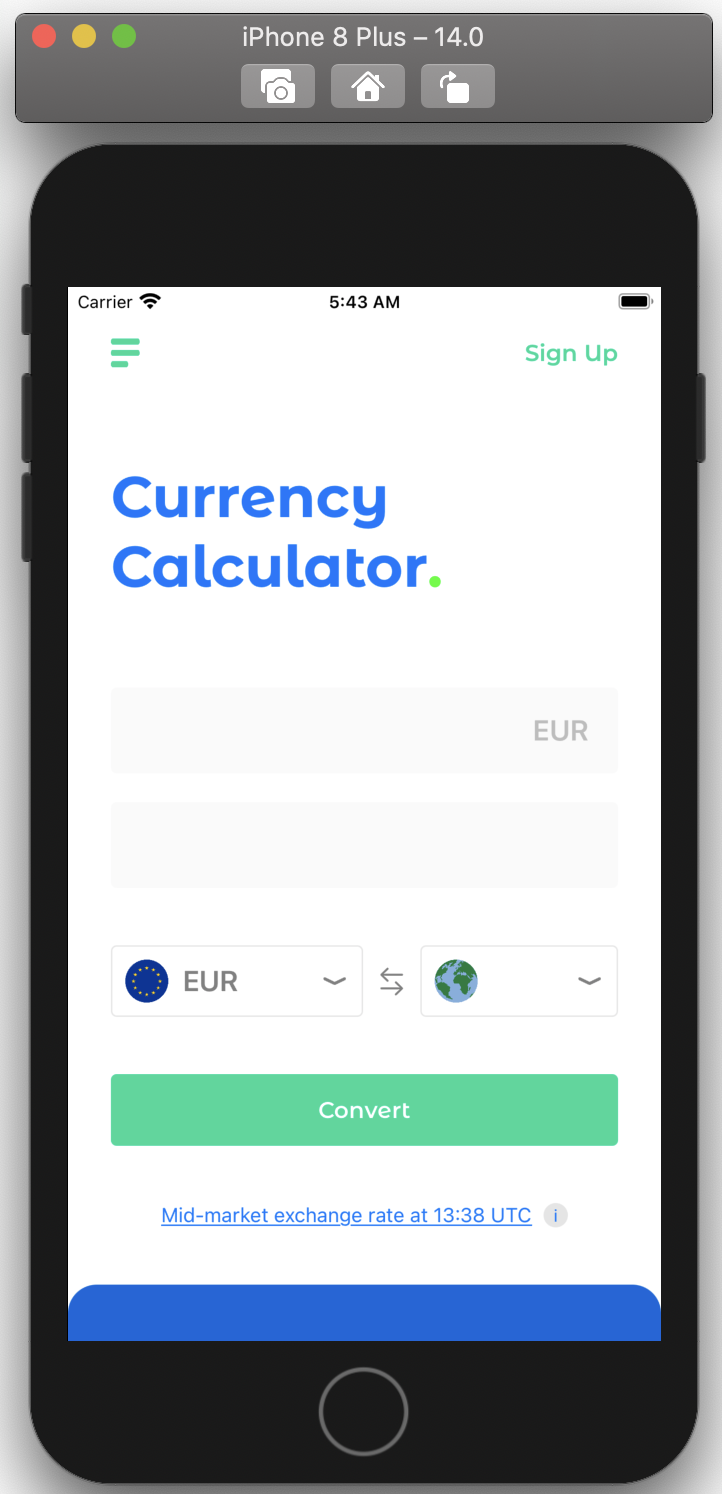 iPhone 8 Plus – 14.0
Carrier 5:43 AM
Sign Up
Currency
Calculator.
EUR
EUR
Convert
Mid-market exchange rate at 13:38 UTC i